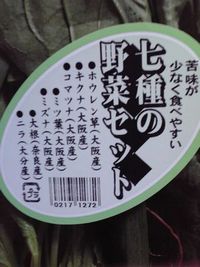 苦味が
少なく食べやすい
七種の
野菜セット
●ホウレン草(大阪産)
●キクナ(大阪産)
●コマツナ(大阪産)
●ミツ葉(大阪産)
●ミズナ(大阪産)
●大根(奈良産)
●ニラ(大分産)
プラ
0217 1272